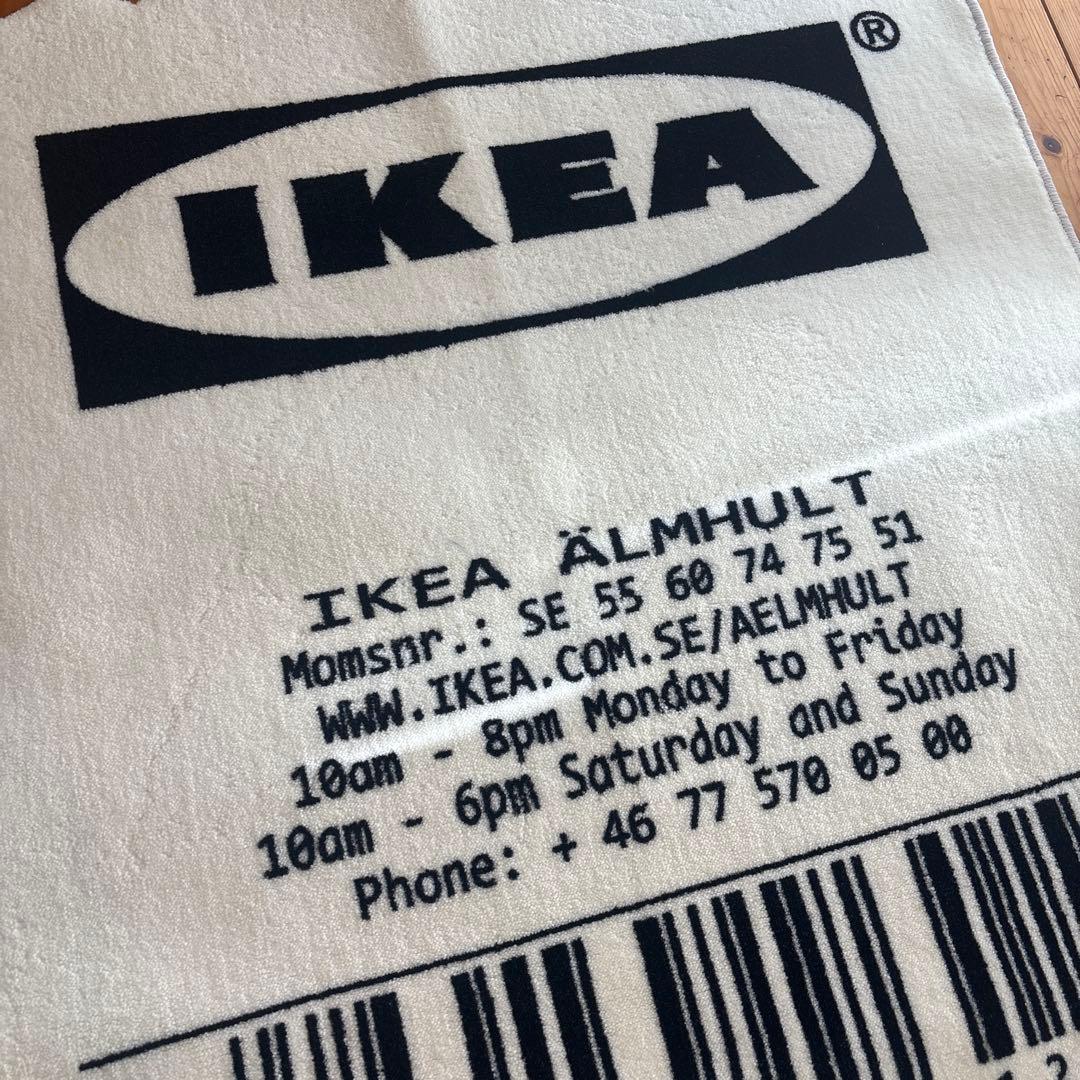 IKEA®
IKEA ÄLMHULT
Momsnr.: SE 55 60 74 75 51
WWW.IKEA.COM.SE/AELMHULT
10am - 8pm Monday to Friday
10am - 6pm Saturday and Sunday
Phone: + 46 77 570 05 00